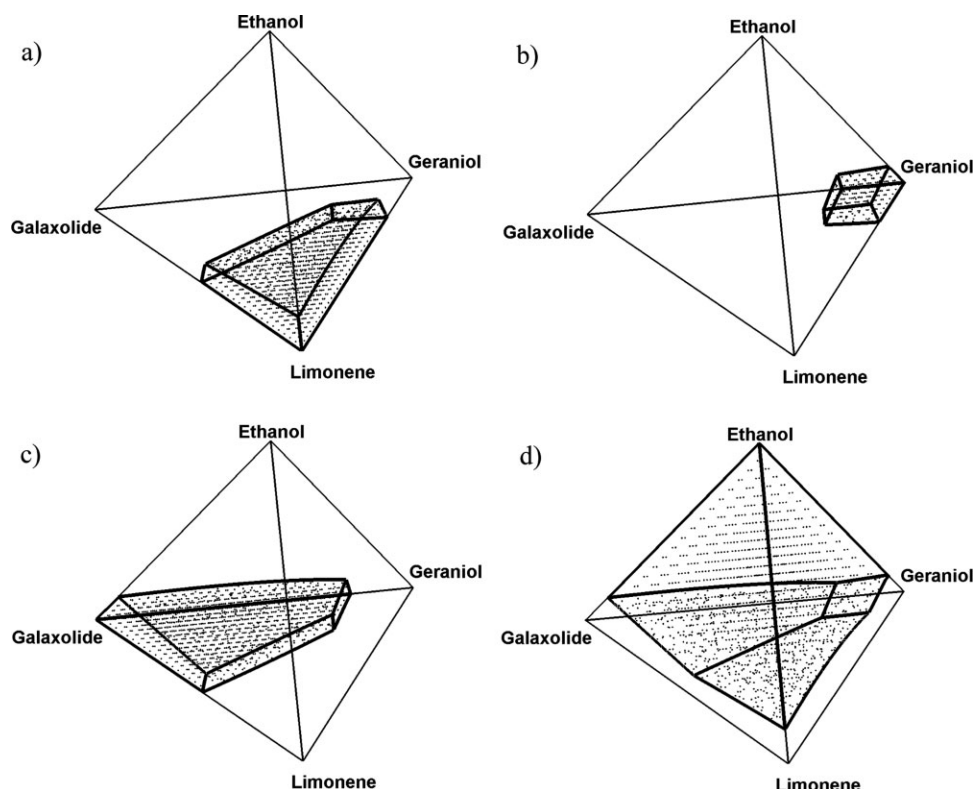 Ethanol
a)
Geraniol
Galaxolide
Limonene
Ethanol
b)
Geraniol
Galaxolide
Limonene
Ethanol
c)
Geraniol
Galaxolide
Limonene
Ethanol
d)
Geraniol
Galaxolide
Limonene